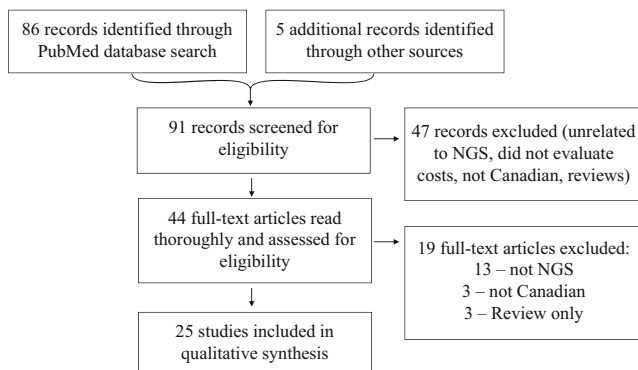 86 records identified through
PubMed database search
5 additional records identified
through other sources
91 records screened for
eligibility
47 records excluded (unrelated
to NGS, did not evaluate
costs, not Canadian, reviews)
44 full-text articles read
thoroughly and assessed for
eligibility
19 full-text articles excluded:
13 – not NGS
3 – not Canadian
3 – Review only
25 studies included in
qualitative synthesis